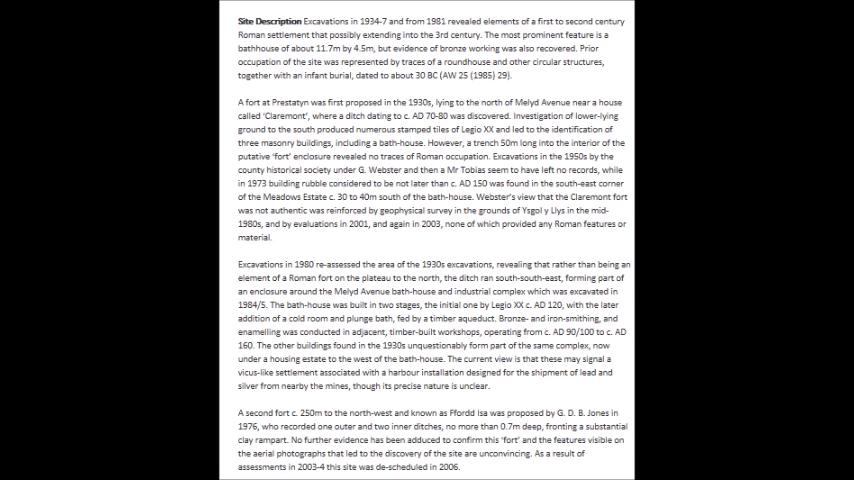 Site Description Excavations in 1934-7 and from 1981 revealed elements of a first to second century
Roman settlement that possibly extending into the 3rd century. The most prominent feature is a
bathhouse of about 11.7m by 4.5m, but evidence of bronze working was also recovered. Prior
occupation of the site was represented by traces of a roundhouse and other circular structures,
together with an infant burial, dated to about 30 BC (AW 25 (1985) 29).
A fort at Prestatyn was first proposed in the 1930s, lying to the north of Melyd Avenue near a house
called 'Claremont', where a ditch dating to c. AD 70-80 was discovered. Investigation of lower-lying
ground to the south produced numerous stamped tiles of Legio XX and led to the identification of
three masonry buildings, including a bath-house. However, a trench 50m long into the interior of the
putative 'fort' enclosure revealed no traces of Roman occupation. Excavations in the 1950s by the
county historical society under G. Webster and then a Mr Tobias seem to have left no records, while
in 1973 building rubble considered to be not later than c. AD 150 was found in the south-east corner
of the Meadows Estate c. 30 to 40m south of the bath-house. Webster's view that the Claremont fort
was not authentic was reinforced by geophysical survey in the grounds of Ysgol y Llys in the mid-
1980s, and by evaluations in 2001, and again in 2003, none of which provided any Roman features or
material.
Excavations in 1980 re-assessed the area of the 1930s excavations, revealing that rather than being an
element of a Roman fort on the plateau to the north, the ditch ran south-south-east, forming part of
an enclosure around the Melyd Avenue bath-house and industrial complex which was excavated in
1984/5. The bath-house was built in two stages, the initial one by Legio XX c. AD 120, with the later
addition of a cold room and plunge bath, fed by a timber aqueduct. Bronze- and iron-smithing, and
enamelling was conducted in adjacent, timber-built workshops, operating from c. AD 90/100 to c. AD
160. The other buildings found in the 1930s unquestionably form part of the same complex, now
under a housing estate to the west of the bath-house. The current view is that these may signal a
vicus-like settlement associated with a harbour installation designed for the shipment of lead and
silver from nearby the mines, though its precise nature is unclear.
A second fort c. 250m to the north-west and known as Ffordd Isa was proposed by G. D. B. Jones in
1976, who recorded one outer and two inner ditches, no more than 0.7m deep, fronting a substantial
clay rampart. No further evidence has been adduced to confirm this 'fort' and the features visible on
the aerial photographs that led to the discovery of the site are unconvincing. As a result of
assessments in 2003-4 this site was de-scheduled in 2006.